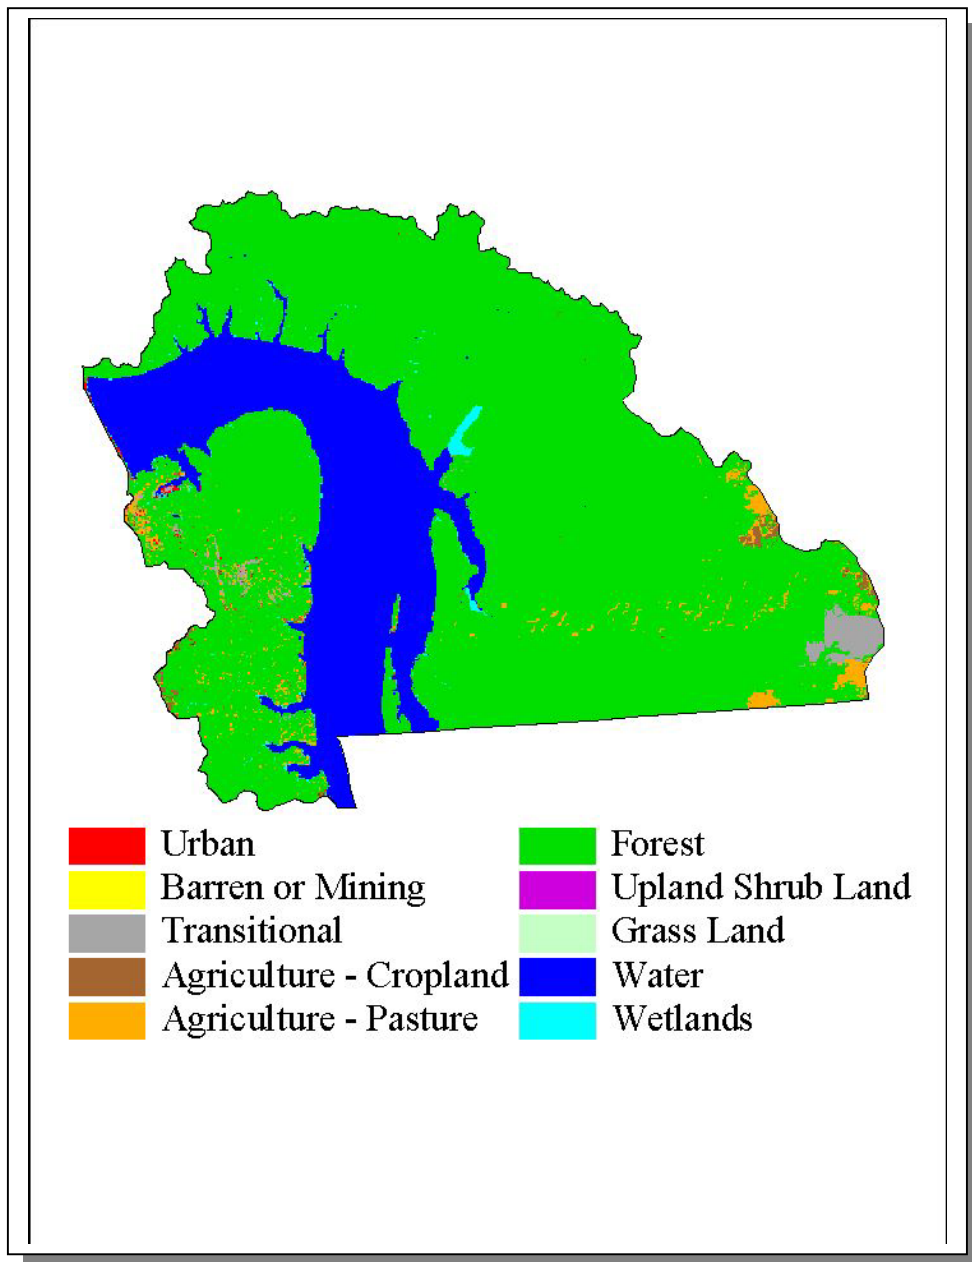 Urban
Barren or Mining
Transitional
Agriculture - Cropland
Agriculture - Pasture
Forest
Upland Shrub Land
Grass Land
Water
Wetlands